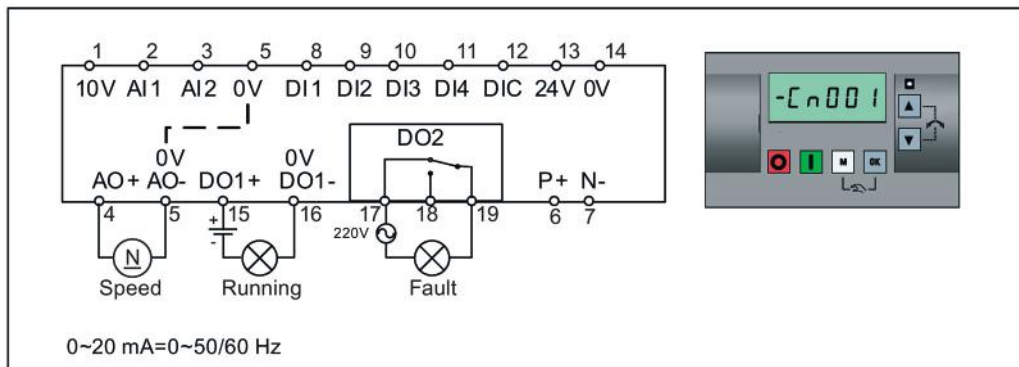 1 2 3 5 8 9 10 11 12 13 14
10V AI1 AI2 0V DI1 DI2 DI3 DI4 DIC 24V 0V
DO2
0V 0V
AO+ AO- DO1+ DO1- P+ N-
4 5 15 16 17 18 19 6 7
+
-
220V
N
Speed Running Fault
0~20 mA=0~50/60 Hz
-Cn001
M OK